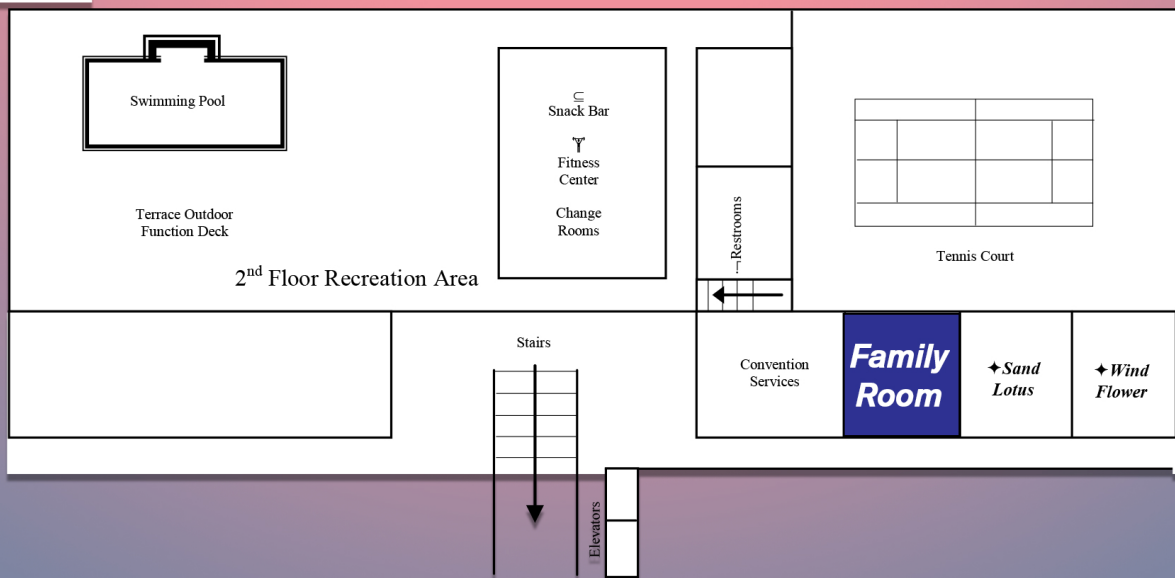 Swimming Pool
Terrace Outdoor
Function Deck
2nd Floor Recreation Area
Snack Bar
Fitness
Center
Change
Rooms
Restrooms
Tennis Court
Stairs
Elevators
Convention
Services
Family
Room
✦Sand
Lotus
✦Wind
Flower